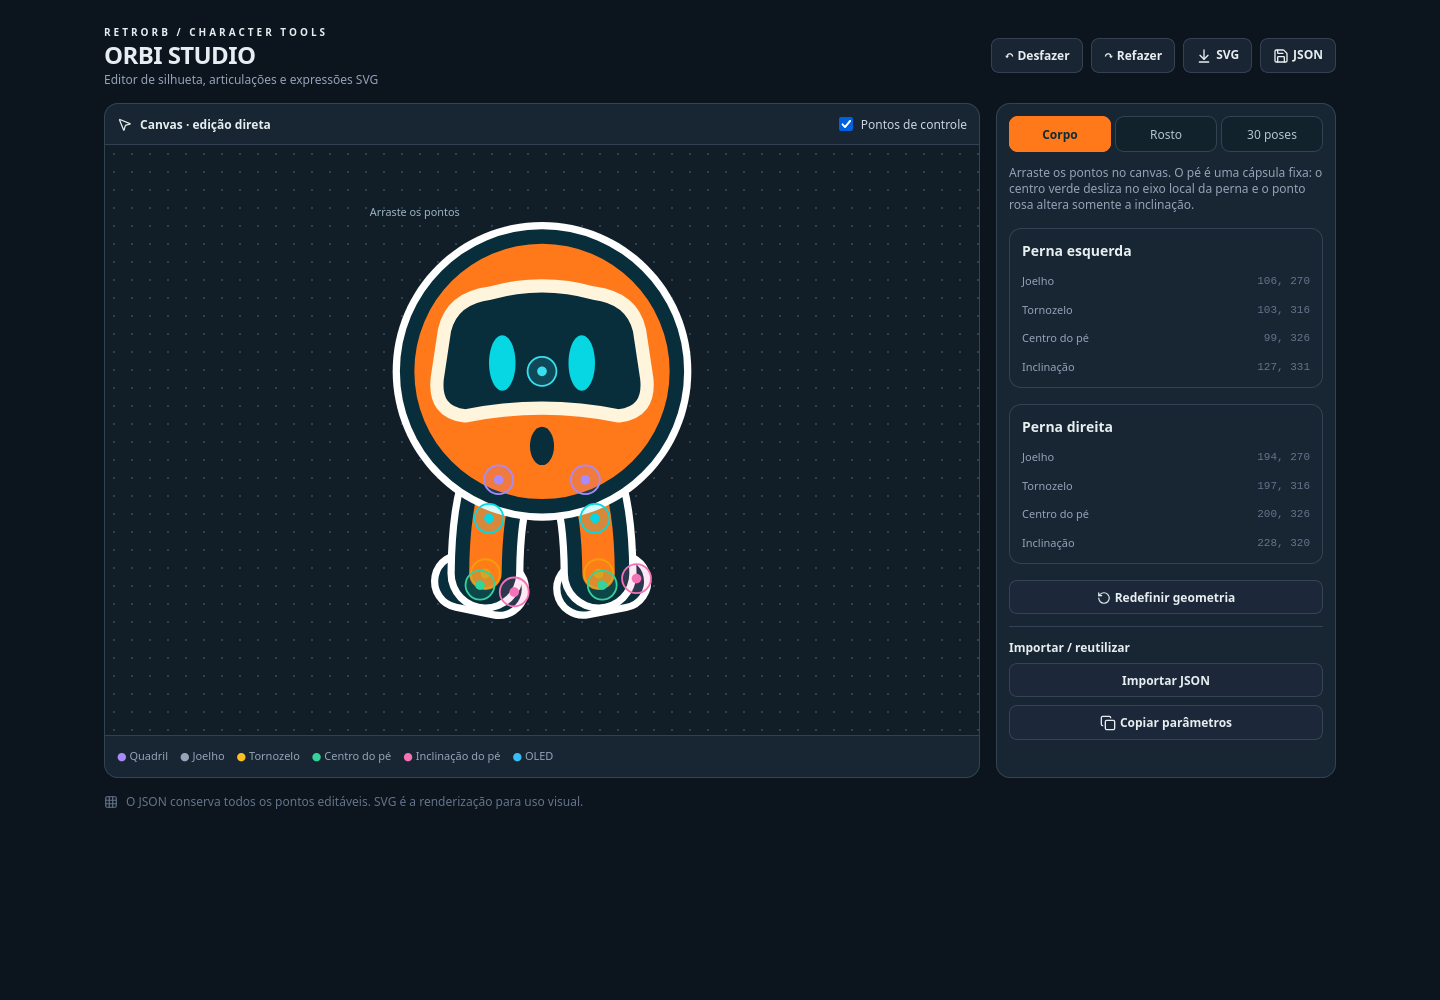 RETRORB / CHARACTER TOOLS
ORBI STUDIO
Editor de silhueta, articulações e expressões SVG
↶ Desfazer
↷ Refazer
SVG
JSON
Canvas · edição direta
Pontos de controle
Arraste os pontos
Quadril
Joelho
Tornozelo
Centro do pé
Inclinação do pé
OLED
Corpo
Rosto
30 poses
Arraste os pontos no canvas. O pé é uma cápsula fixa: o
centro verde desliza no eixo local da perna e o ponto
rosa altera somente a inclinação.
Perna esquerda
Joelho 106, 270
Tornozelo 103, 316
Centro do pé 99, 326
Inclinação 127, 331
Perna direita
Joelho 194, 270
Tornozelo 197, 316
Centro do pé 200, 326
Inclinação 228, 320
Redefinir geometria
Importar / reutilizar
Importar JSON
Copiar parâmetros
O JSON conserva todos os pontos editáveis. SVG é a renderização para uso visual.